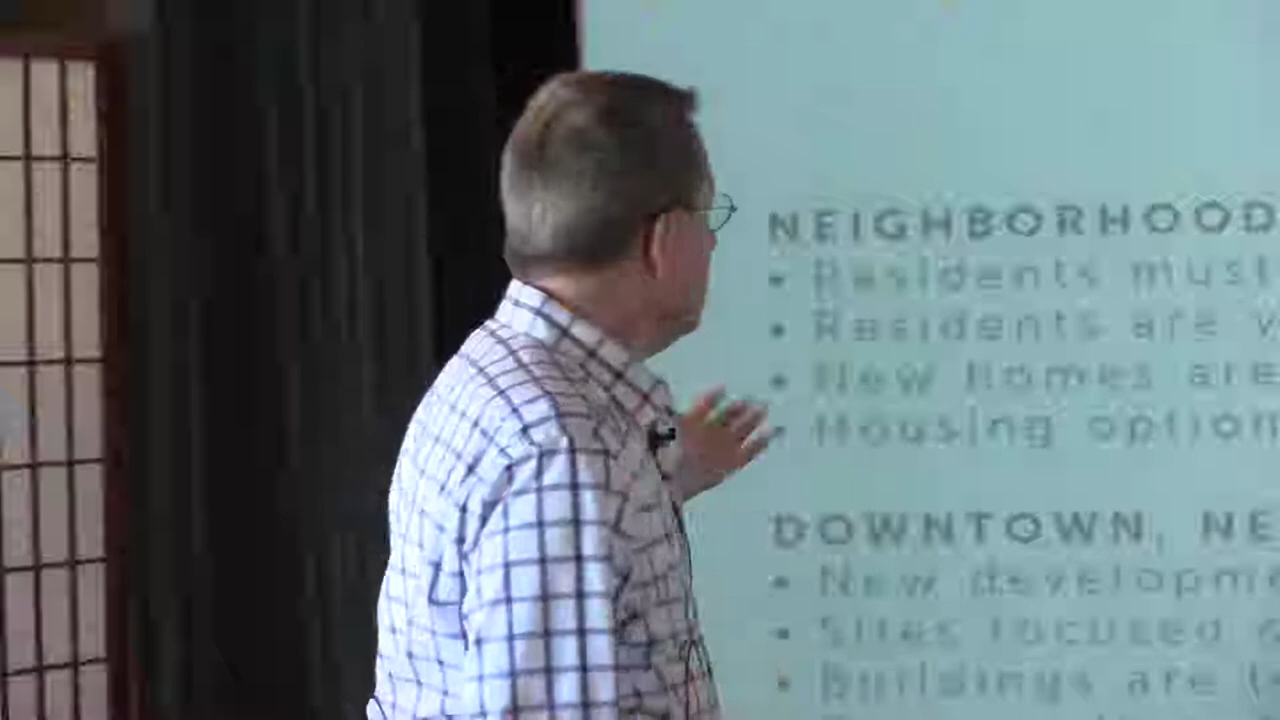 NEIGHBORHOOD
• Residents must
• Residents are v
• New homes are
• Housing option
DOWNTOWN, NE
• New developme
• Sites focused o
• Buildings are